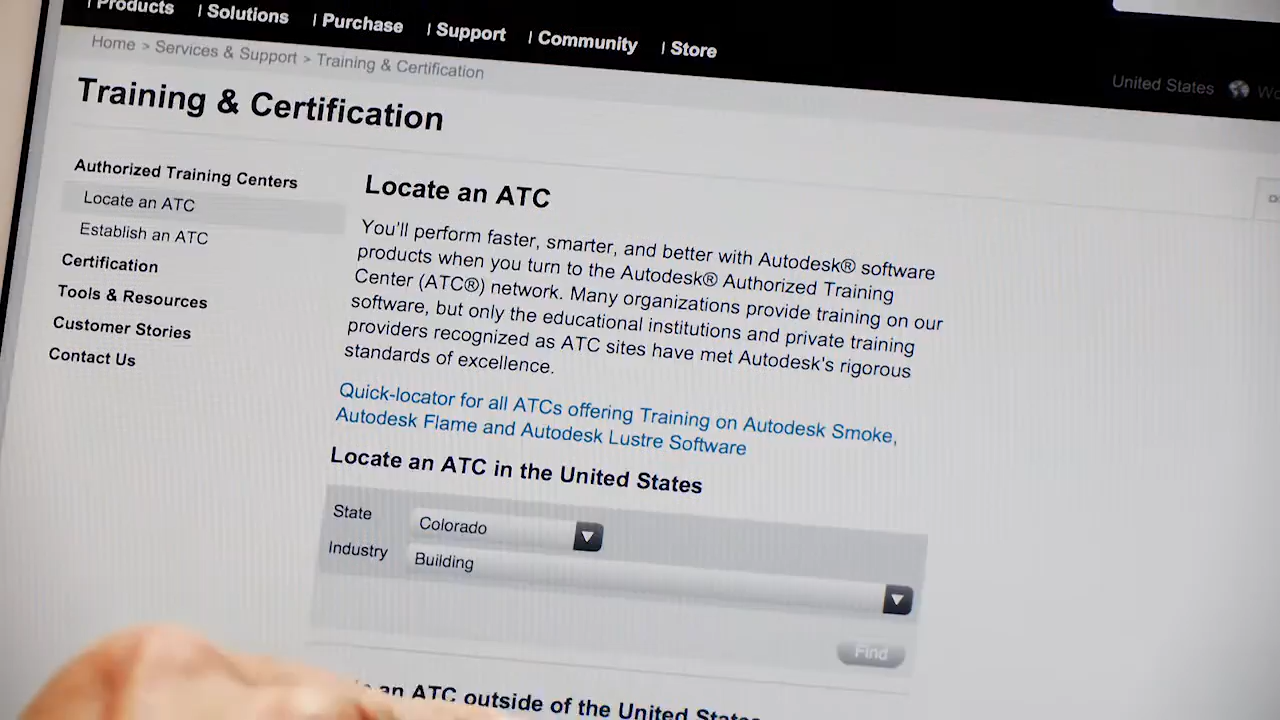 | Products | Solutions | Purchase | Support | Community | Store
United States
Home > Services & Support > Training & Certification
Training & Certification
Authorized Training Centers
Locate an ATC
Establish an ATC
Certification
Tools & Resources
Customer Stories
Contact Us
Locate an ATC
You'll perform faster, smarter, and better with Autodesk® software
products when you turn to the Autodesk® Authorized Training
Center (ATC®) network. Many organizations provide training on our
software, but only the educational institutions and private training
providers recognized as ATC sites have met Autodesk's rigorous
standards of excellence.
Quick-locator for all ATCs offering Training on Autodesk Smoke,
Autodesk Flame and Autodesk Lustre Software
Locate an ATC in the United States
State Colorado
Industry Building
Find
an ATC outside of the United States